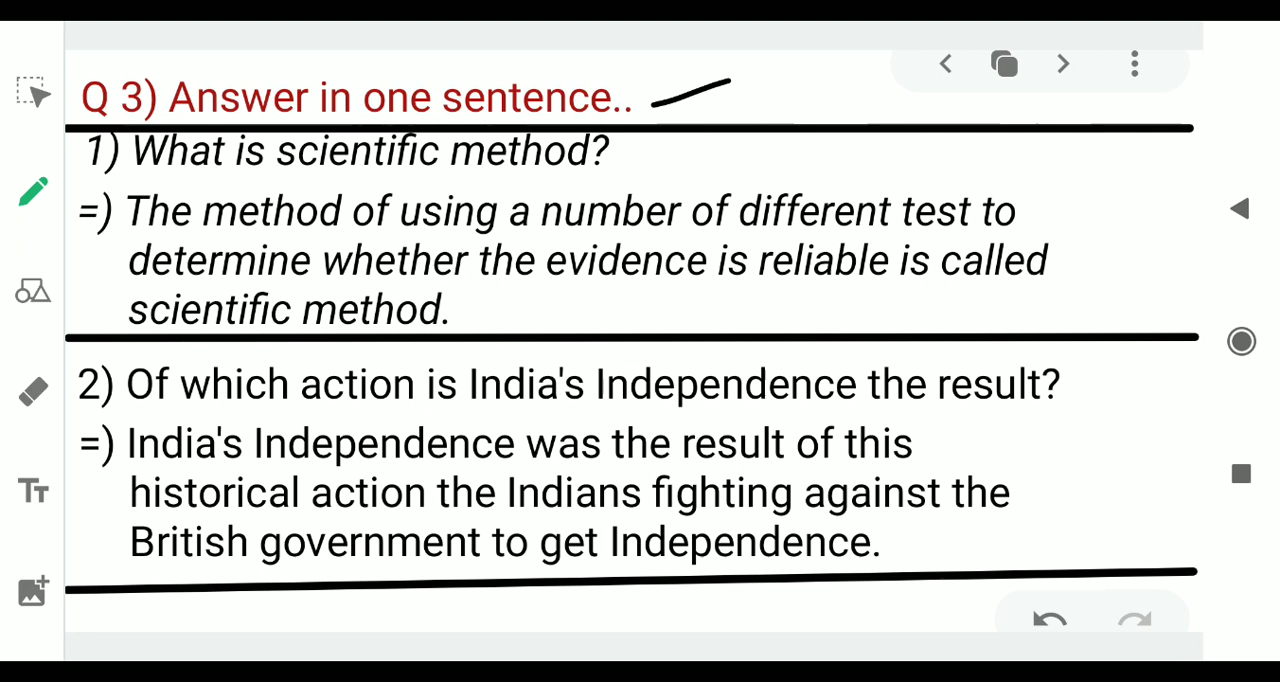 Q 3) Answer in one sentence..
1) What is scientific method?
=) The method of using a number of different test to
determine whether the evidence is reliable is called
scientific method.
2) Of which action is India's Independence the result?
=) India's Independence was the result of this
historical action the Indians fighting against the
British government to get Independence.
Tт